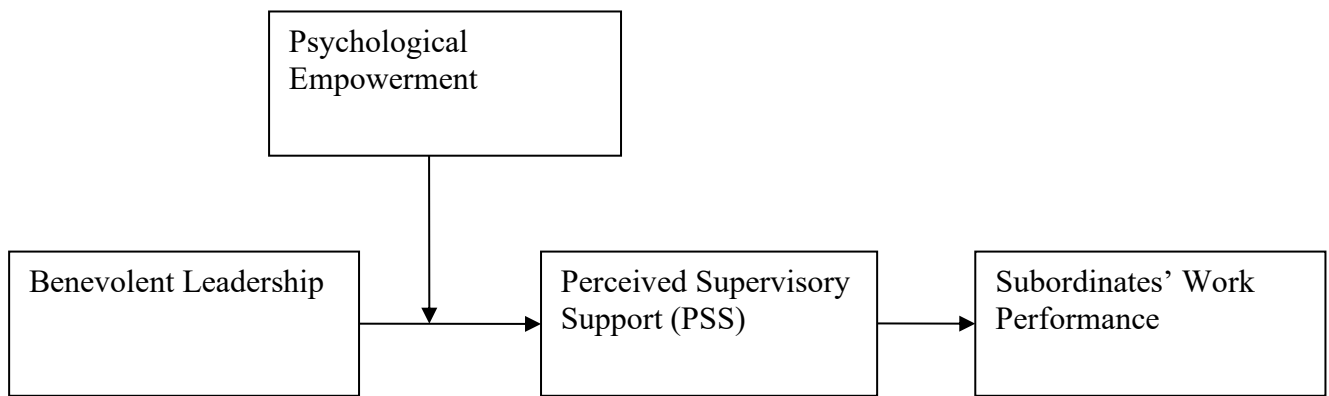 Psychological
Empowerment
Benevolent Leadership
Perceived Supervisory
Support (PSS)
Subordinates’ Work
Performance